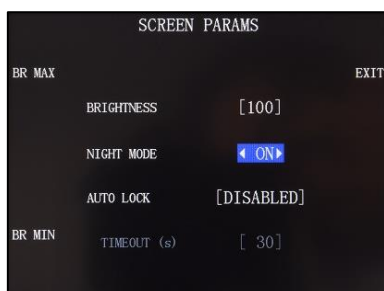 SCREEN PARAMS
BR MAX
EXIT
BRIGHTNESS [100]
NIGHT MODE ◀ ON▶
AUTO LOCK [DISABLED]
BR MIN
TIMEOUT (s) [ 30]